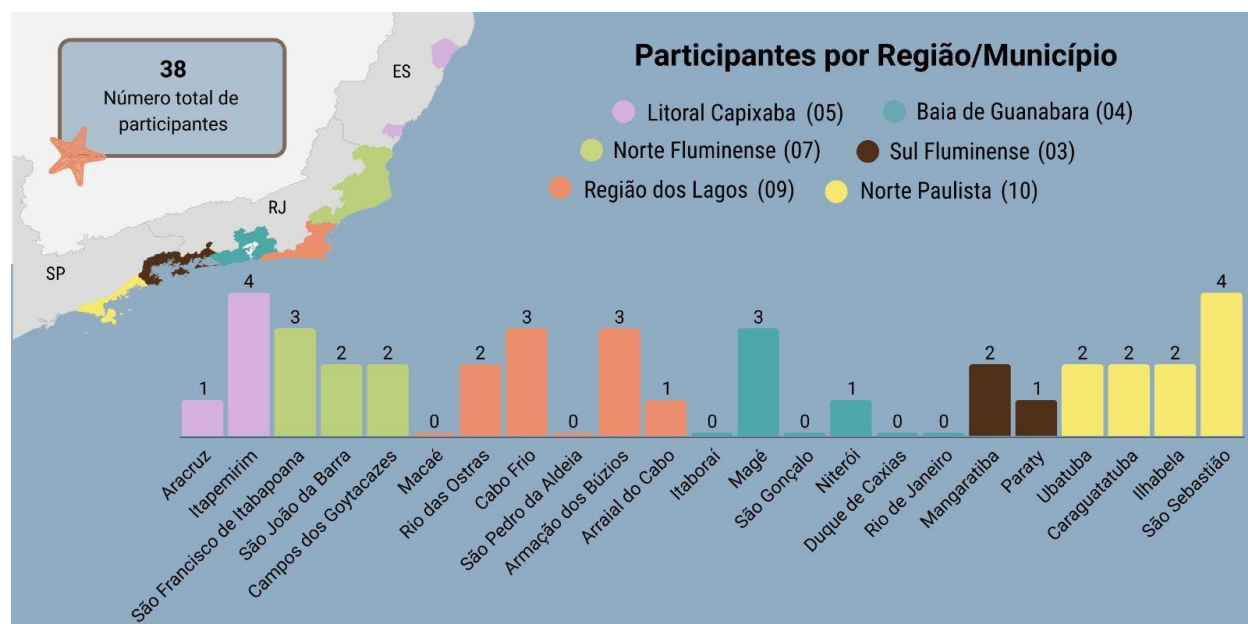 38
Número total de
participantes
ES
RJ
SP
Participantes por Região/Município
Litoral Capixaba (05)
Baia de Guanabara (04)
Norte Fluminense (07)
Sul Fluminense (03)
Região dos Lagos (09)
Norte Paulista (10)
1
4
3
2
2
0
2
3
0
3
1
0
3
0
1
0
0
2
1
2
2
2
4
Aracruz
Itapemirim
São Francisco de Itabapoana
São João da Barra
Campos dos Goytacazes
Macaé
Rio das Ostras
Cabo Frio
São Pedro da Aldeia
Armação dos Búzios
Arraial do Cabo
Itaboraí
Magé
São Gonçalo
Niterói
Duque de Caxias
Rio de Janeiro
Mangaratiba
Paraty
Ubatuba
Caraguatatuba
Ilhabela
São Sebastião